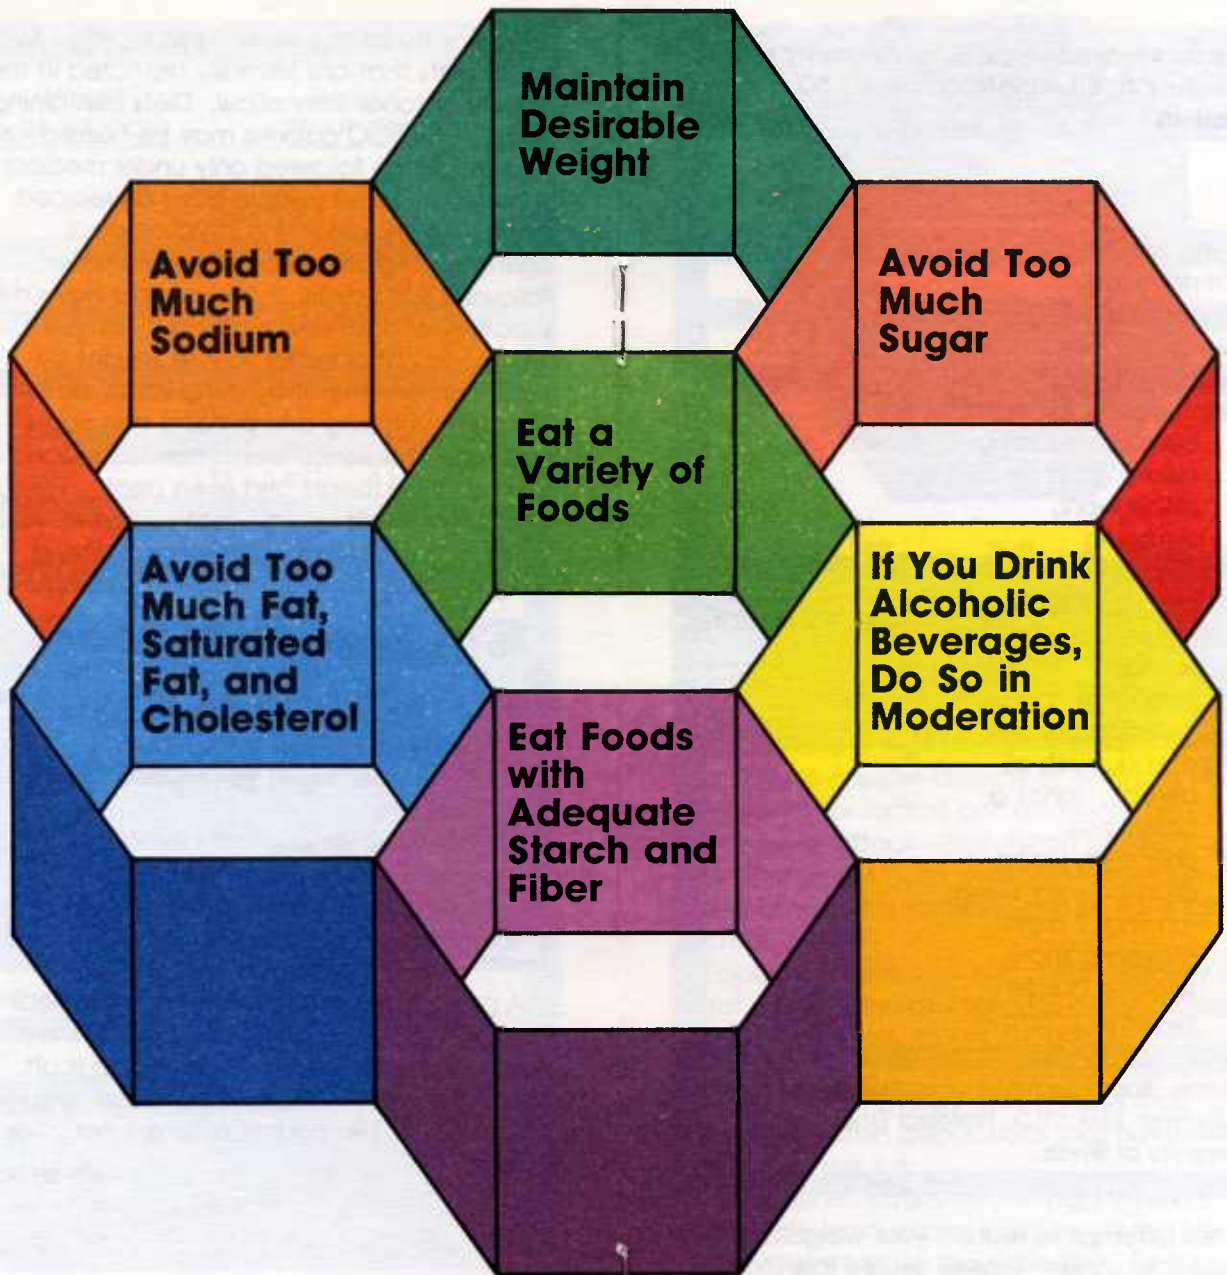 Maintain
Desirable
Weight
Avoid Too
Much
Sodium
Avoid Too
Much
Sugar
Eat a
Variety of
Foods
Avoid Too
Much Fat,
Saturated
Fat, and
Cholesterol
If You Drink
Alcoholic
Beverages,
Do So in
Moderation
Eat Foods
with
Adequate
Starch and
Fiber